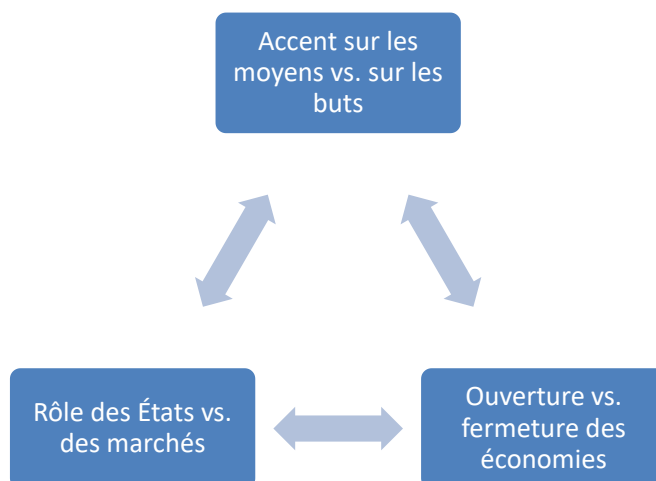 Accent sur les
moyens vs. sur les
buts
Rôle des États vs.
des marchés
Ouverture vs.
fermeture des
économies